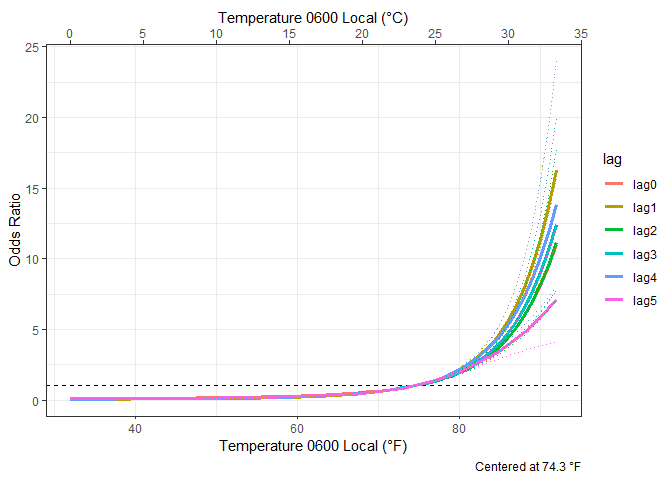 Temperature 0600 Local (°C)
0 5 10 15 20 25 30 35
25
20
15
10
5
0
Odds Ratio
40 60 80
Temperature 0600 Local (°F)
Centered at 74.3 °F
lag
lag0
lag1
lag2
lag3
lag4
lag5